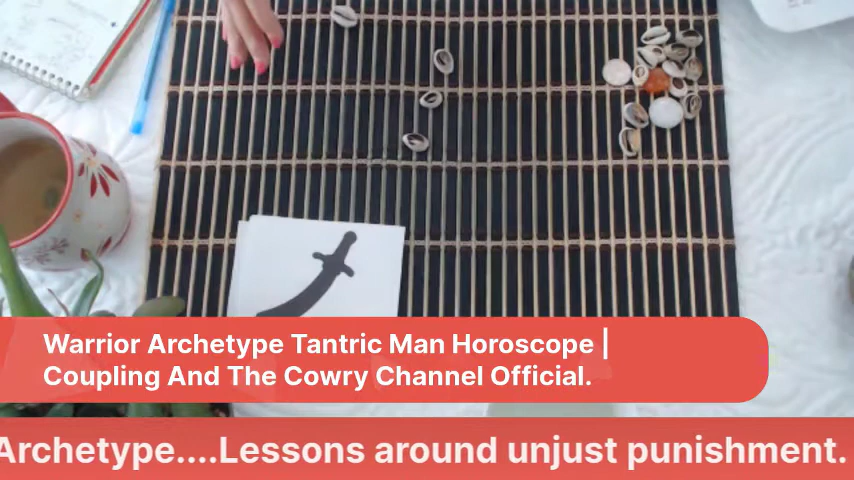 Warrior Archetype Tantric Man Horoscope |
Coupling And The Cowry Channel Official.
Archetype....Lessons around unjust punishment.